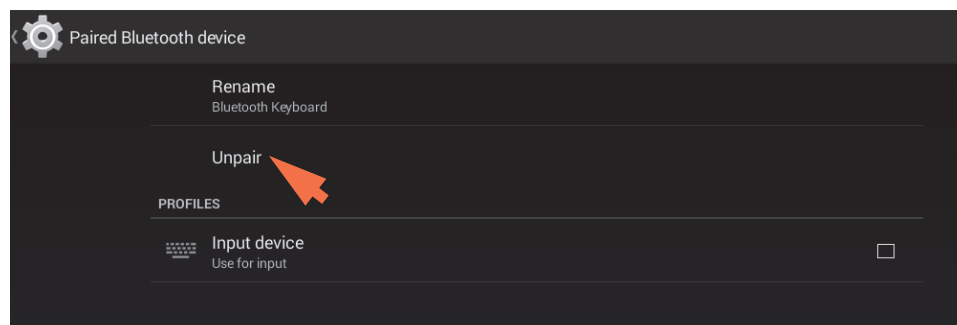 Paired Bluetooth device
Rename
Bluetooth Keyboard
Unpair
PROFILES
Input device
Use for input